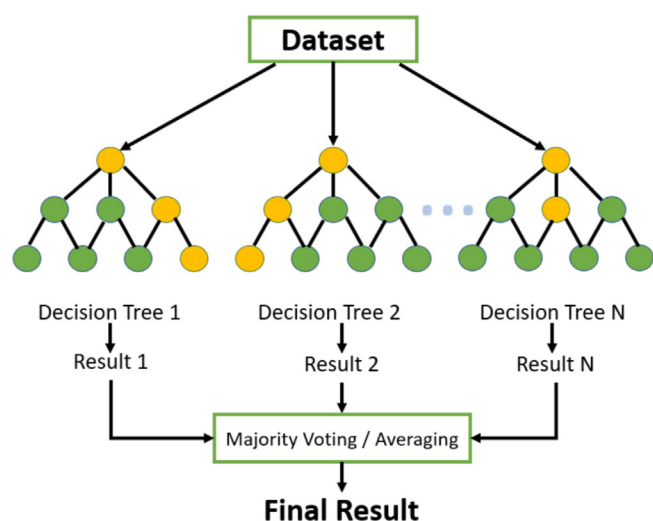 Dataset
Decision Tree 1
Decision Tree 2
Decision Tree N
Result 1
Result 2
Result N
Majority Voting / Averaging
Final Result